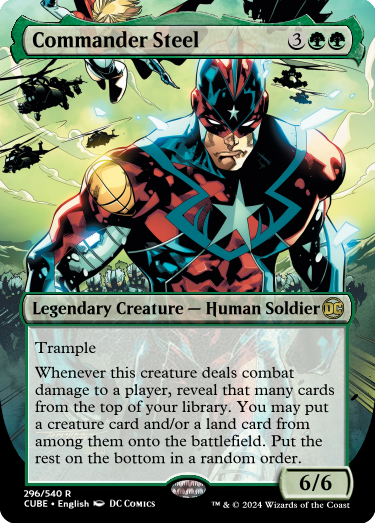 Commander Steel 3
Legendary Creature — Human Soldier DC
Trample
Whenever this creature deals combat
damage to a player, reveal that many cards
from the top of your library. You may put
a creature card and/or a land card from
among them onto the battlefield. Put the
rest on the bottom in a random order.
6/6
296/540 R
CUBE • English DC COMICS
™ & © 2024 Wizards of the Coast